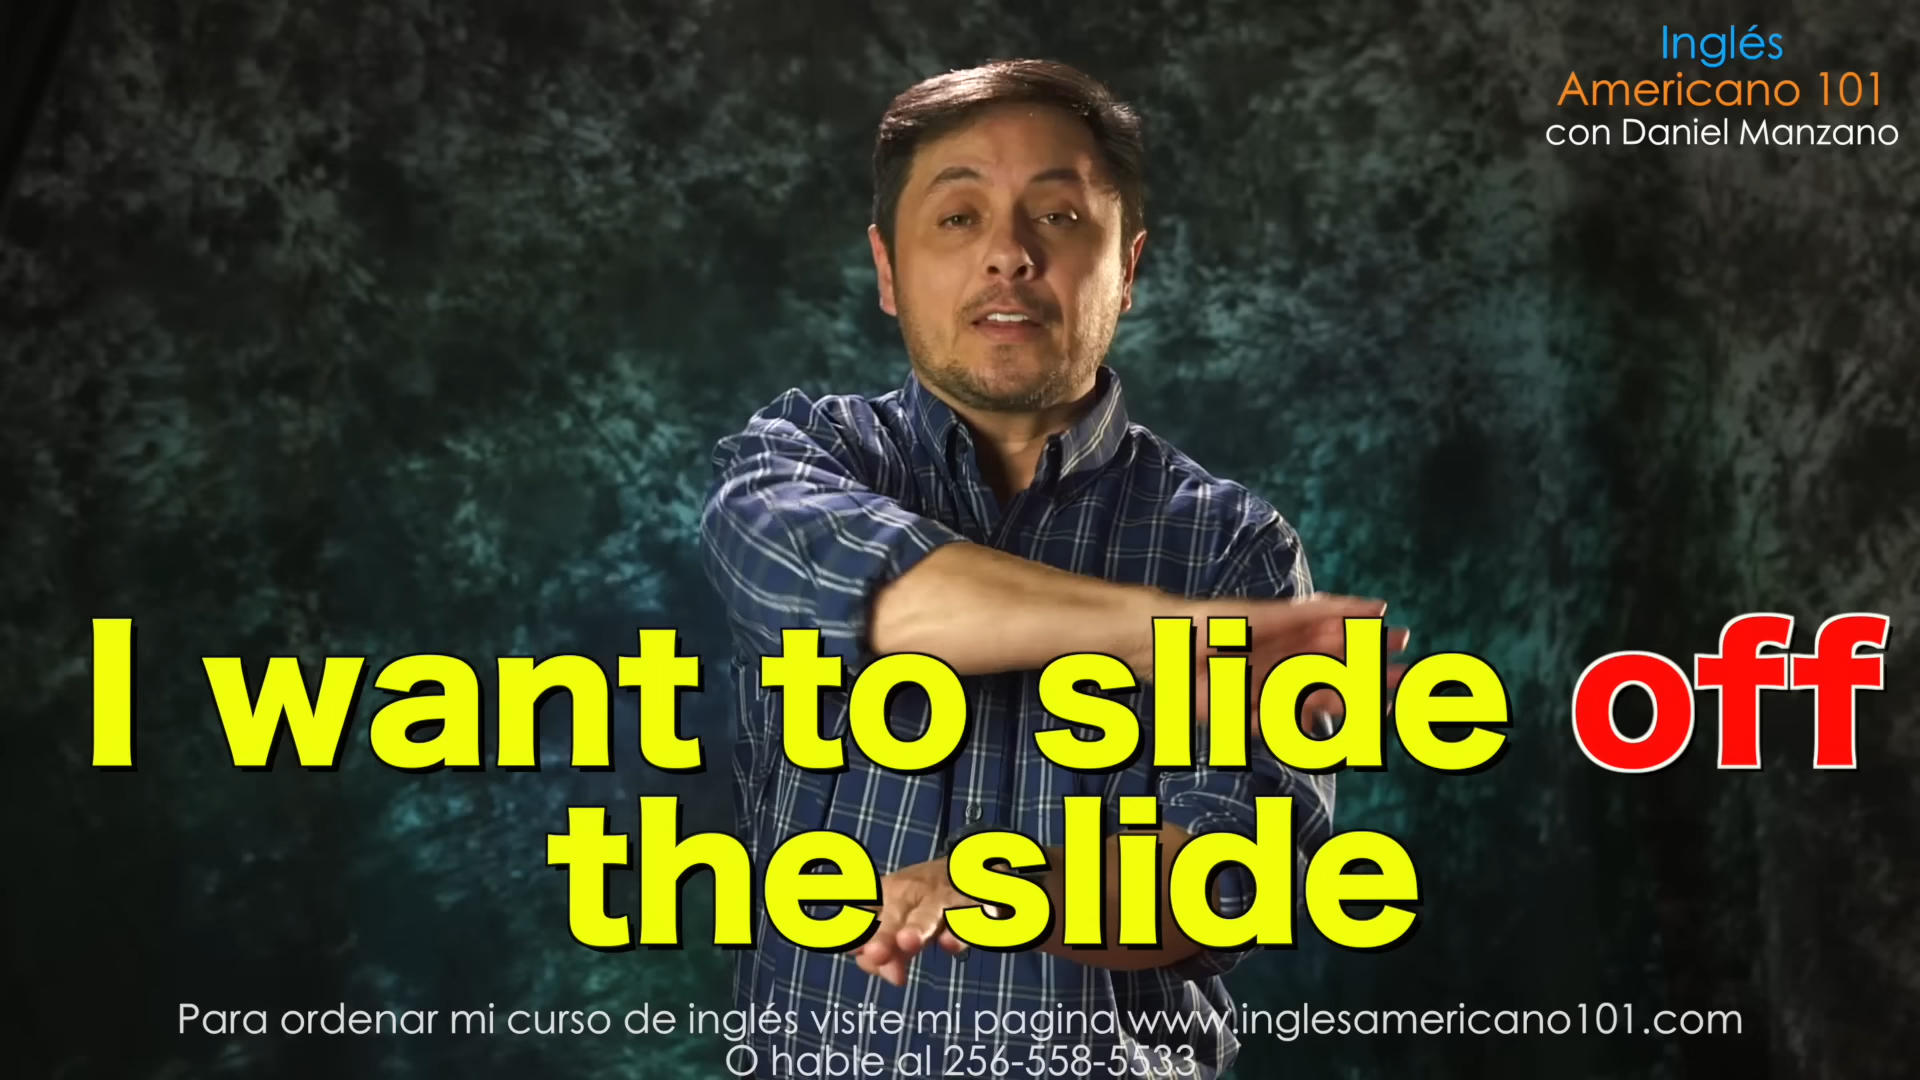 Inglés
Americano 101
con Daniel Manzano
I want to slide off
the slide
Para ordenar mi curso de inglés visite mi pagina www.inglesamericano101.com
O hable al 256-558-5533